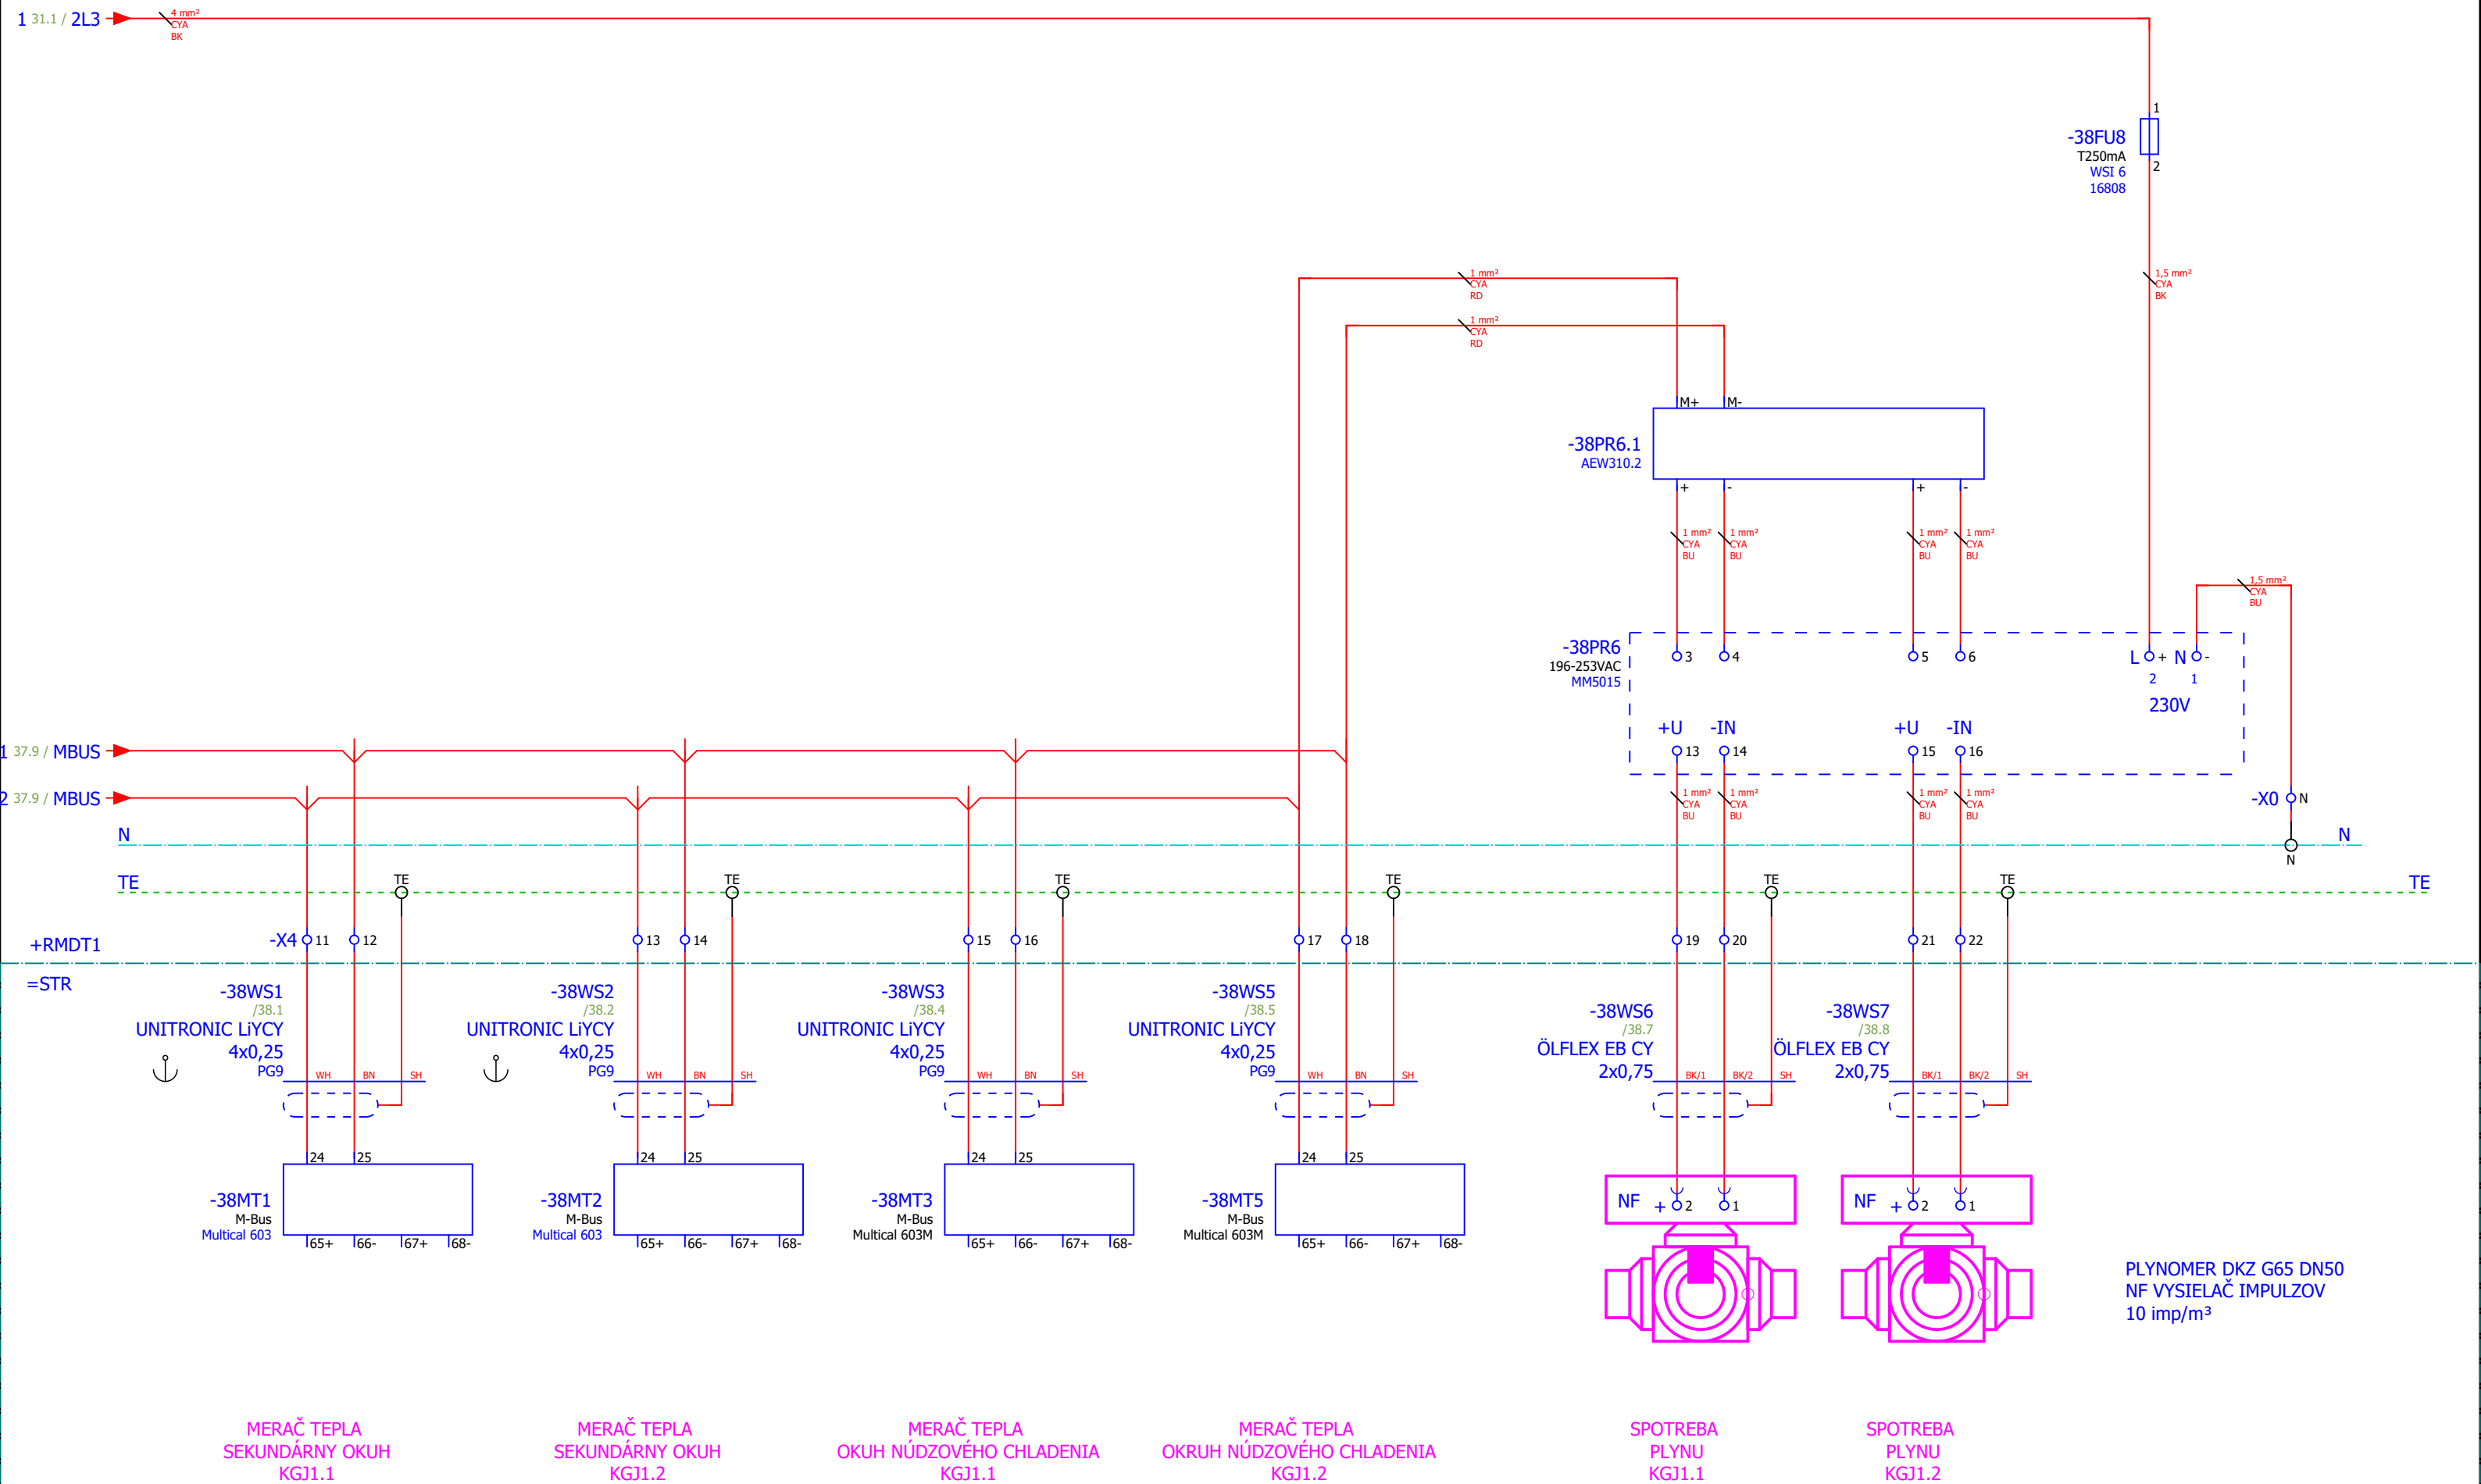 1 31.1 / 2L3
4 mm²
CYA
BK
1
-38FU8
T250mA
WSI 6
16808
2
1 mm²
CYA
RD
1,5 mm²
CYA
BK
1 mm²
CYA
RD
M+ M-
-38PR6.1
AEW310.2
+ - + -
1 mm² 1 mm² 1 mm² 1 mm²
CYA CYA CYA CYA
BU BU BU BU
1,5 mm²
CYA
BU
-38PR6
196-253VAC
MM5015
3 4 5 6 L + N -
2 1
230V
+U -IN +U -IN
13 14 15 16
1 37.9 / MBUS
2 37.9 / MBUS
1 mm² 1 mm² 1 mm² 1 mm²
CYA CYA CYA CYA
BU BU BU BU
-X0 N
N N
N
TE TE TE TE TE TE TE TE
+RMDT1 -X4 11 12 13 14 15 16 17 18 19 20 21 22
=STR
-38WS1
/38.1
UNITRONIC LiYCY
4x0,25
PG9
WH BN SH
-38WS2
/38.2
UNITRONIC LiYCY
4x0,25
PG9
WH BN SH
-38WS3
/38.4
UNITRONIC LiYCY
4x0,25
PG9
WH BN SH
-38WS5
/38.5
UNITRONIC LiYCY
4x0,25
PG9
WH BN SH
-38WS6
/38.7
ÖLFLEX EB CY
2x0,75
BK/1 BK/2 SH
-38WS7
/38.8
ÖLFLEX EB CY
2x0,75
BK/1 BK/2 SH
24 25
-38MT1
M-Bus
Multical 603
65+ 66- 67+ 68-
24 25
-38MT2
M-Bus
Multical 603
65+ 66- 67+ 68-
24 25
-38MT3
M-Bus
Multical 603M
65+ 66- 67+ 68-
24 25
-38MT5
M-Bus
Multical 603M
65+ 66- 67+ 68-
NF + 2 1
NF + 2 1
PLYNOMER DKZ G65 DN50
NF VYSIELAČ IMPULZOV
10 imp/m³
MERAČ TEPLA
SEKUNDÁRNY OKUH
KGJ1.1
MERAČ TEPLA
SEKUNDÁRNY OKUH
KGJ1.2
MERAČ TEPLA
OKUH NÚDZOVÉHO CHLADENIA
KGJ1.1
MERAČ TEPLA
OKRUH NÚDZOVÉHO CHLADENIA
KGJ1.2
SPOTREBA
PLYNU
KGJ1.1
SPOTREBA
PLYNU
KGJ1.2